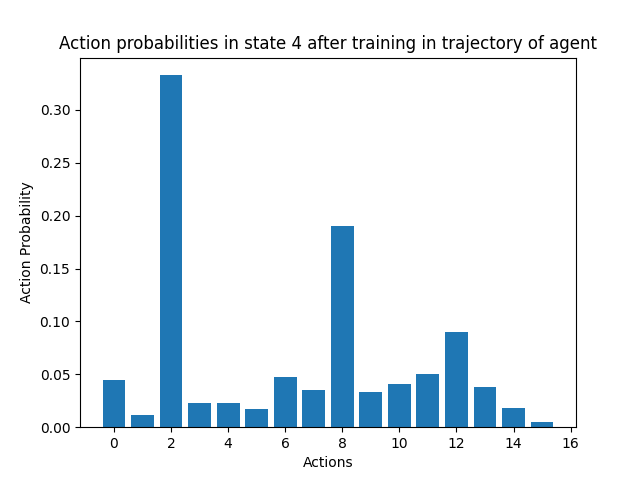 Action probabilities in state 4 after training in trajectory of agent
0.30
0.25
0.20
0.15
0.10
0.05
0.00
Action Probability
0 2 4 6 8 10 12 14 16
Actions